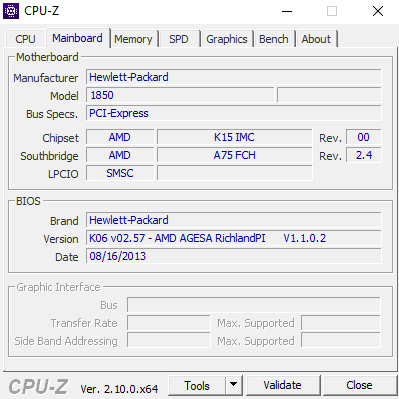 CPU-Z
CPU Mainboard Memory SPD Graphics Bench About
Motherboard
Manufacturer Hewlett-Packard
Model 1850
Bus Specs. PCI-Express
Chipset AMD K15 IMC Rev. 00
Southbridge AMD A75 FCH Rev. 2.4
LPCIO SMSC
BIOS
Brand Hewlett-Packard
Version K06 v02.57 - AMD AGESA RichlandPI V1.1.0.2
Date 08/16/2013
Graphic Interface
Bus
Transfer Rate Max. Supported
Side Band Addressing Max. Supported
CPU-Z Ver. 2.10.0.x64 Tools Validate Close